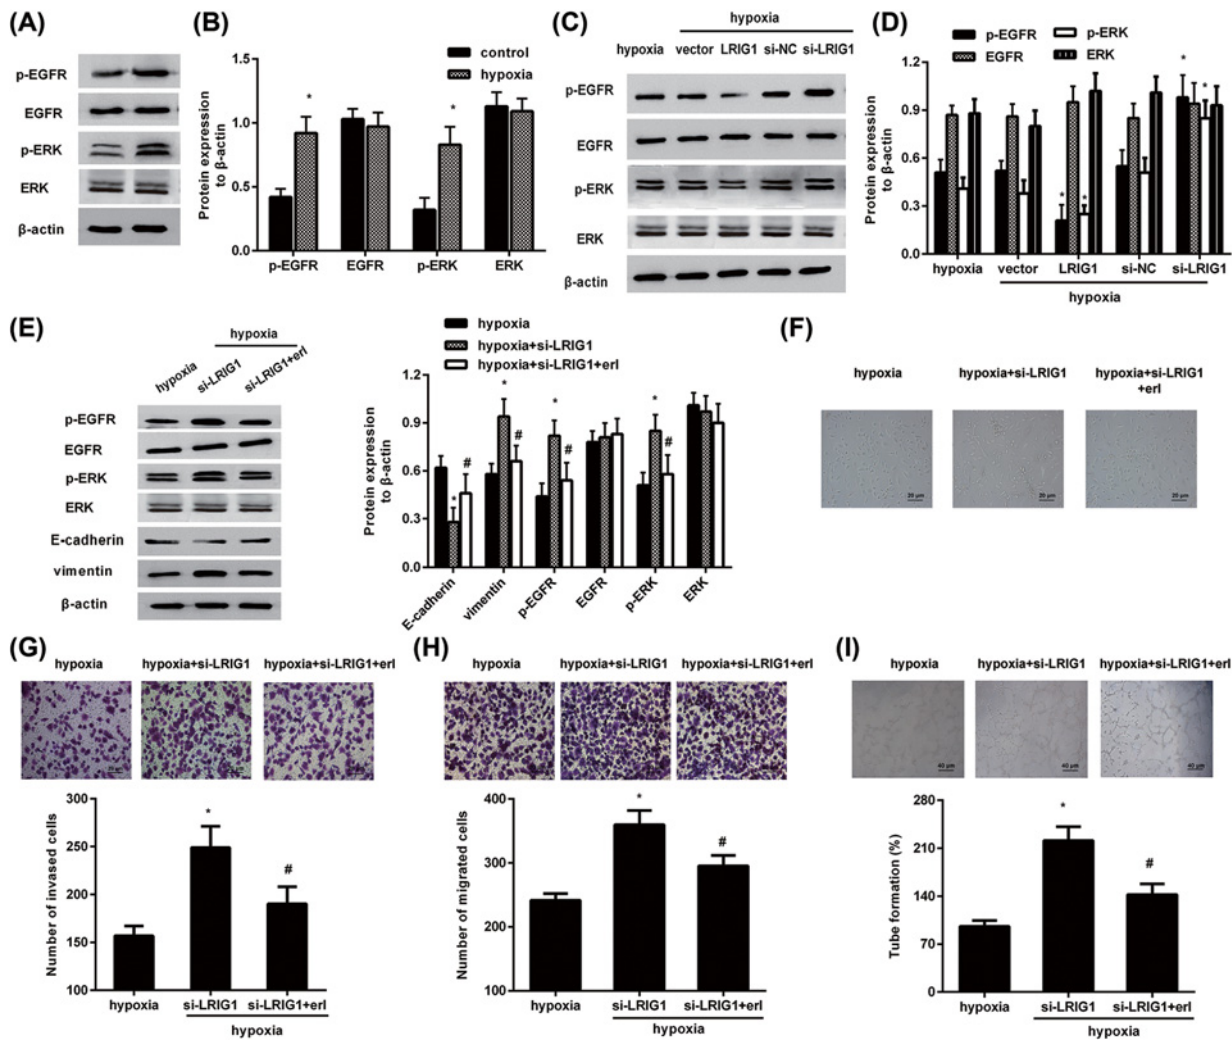 (A)
p-EGFR
EGFR
p-ERK
ERK
β-actin
(B)
control
hypoxia
Protein expression
to β-actin
1.5
1.0
0.5
0.0
*
*
p-EGFR EGFR p-ERK ERK
(C)
hypoxia
hypoxia vector LRIG1 si-NC si-LRIG1
p-EGFR
EGFR
p-ERK
ERK
β-actin
(D)
p-EGFR p-ERK
EGFR ERK
Protein expression
to β-actin
1.2
0.9
0.6
0.3
0.0
* *
* *
hypoxia vector LRIG1 si-NC si-LRIG1
hypoxia
(E)
hypoxia
hypoxia si-LRIG1 si-LRIG1+erl
p-EGFR
EGFR
p-ERK
ERK
E-cadherin
vimentin
β-actin
hypoxia
hypoxia+si-LRIG1
hypoxia+si-LRIG1+erl
Protein expression
to β-actin
1.2
0.9
0.6
0.3
0.0
* # * # * # * #
E-cadherin vimentin p-EGFR EGFR p-ERK ERK
(F)
hypoxia hypoxia+si-LRIG1 hypoxia+si-LRIG1
+erl
20 μm 20 μm 20 μm
(G)
hypoxia hypoxia+si-LRIG1 hypoxia+si-LRIG1+erl
Number of invased cells
300
250
200
150
100
*
#
hypoxia si-LRIG1 si-LRIG1+erl
hypoxia
(H)
hypoxia hypoxia+si-LRIG1 hypoxia+si-LRIG1+erl
Number of migrated cells
400
300
200
100
*
#
hypoxia si-LRIG1 si-LRIG1+erl
hypoxia
(I)
hypoxia hypoxia+si-LRIG1 hypoxia+si-LRIG1+erl
40 μm 40 μm 40 μm
Tube formation (%)
280
210
140
70
0
*
#
hypoxia si-LRIG1 si-LRIG1+erl
hypoxia